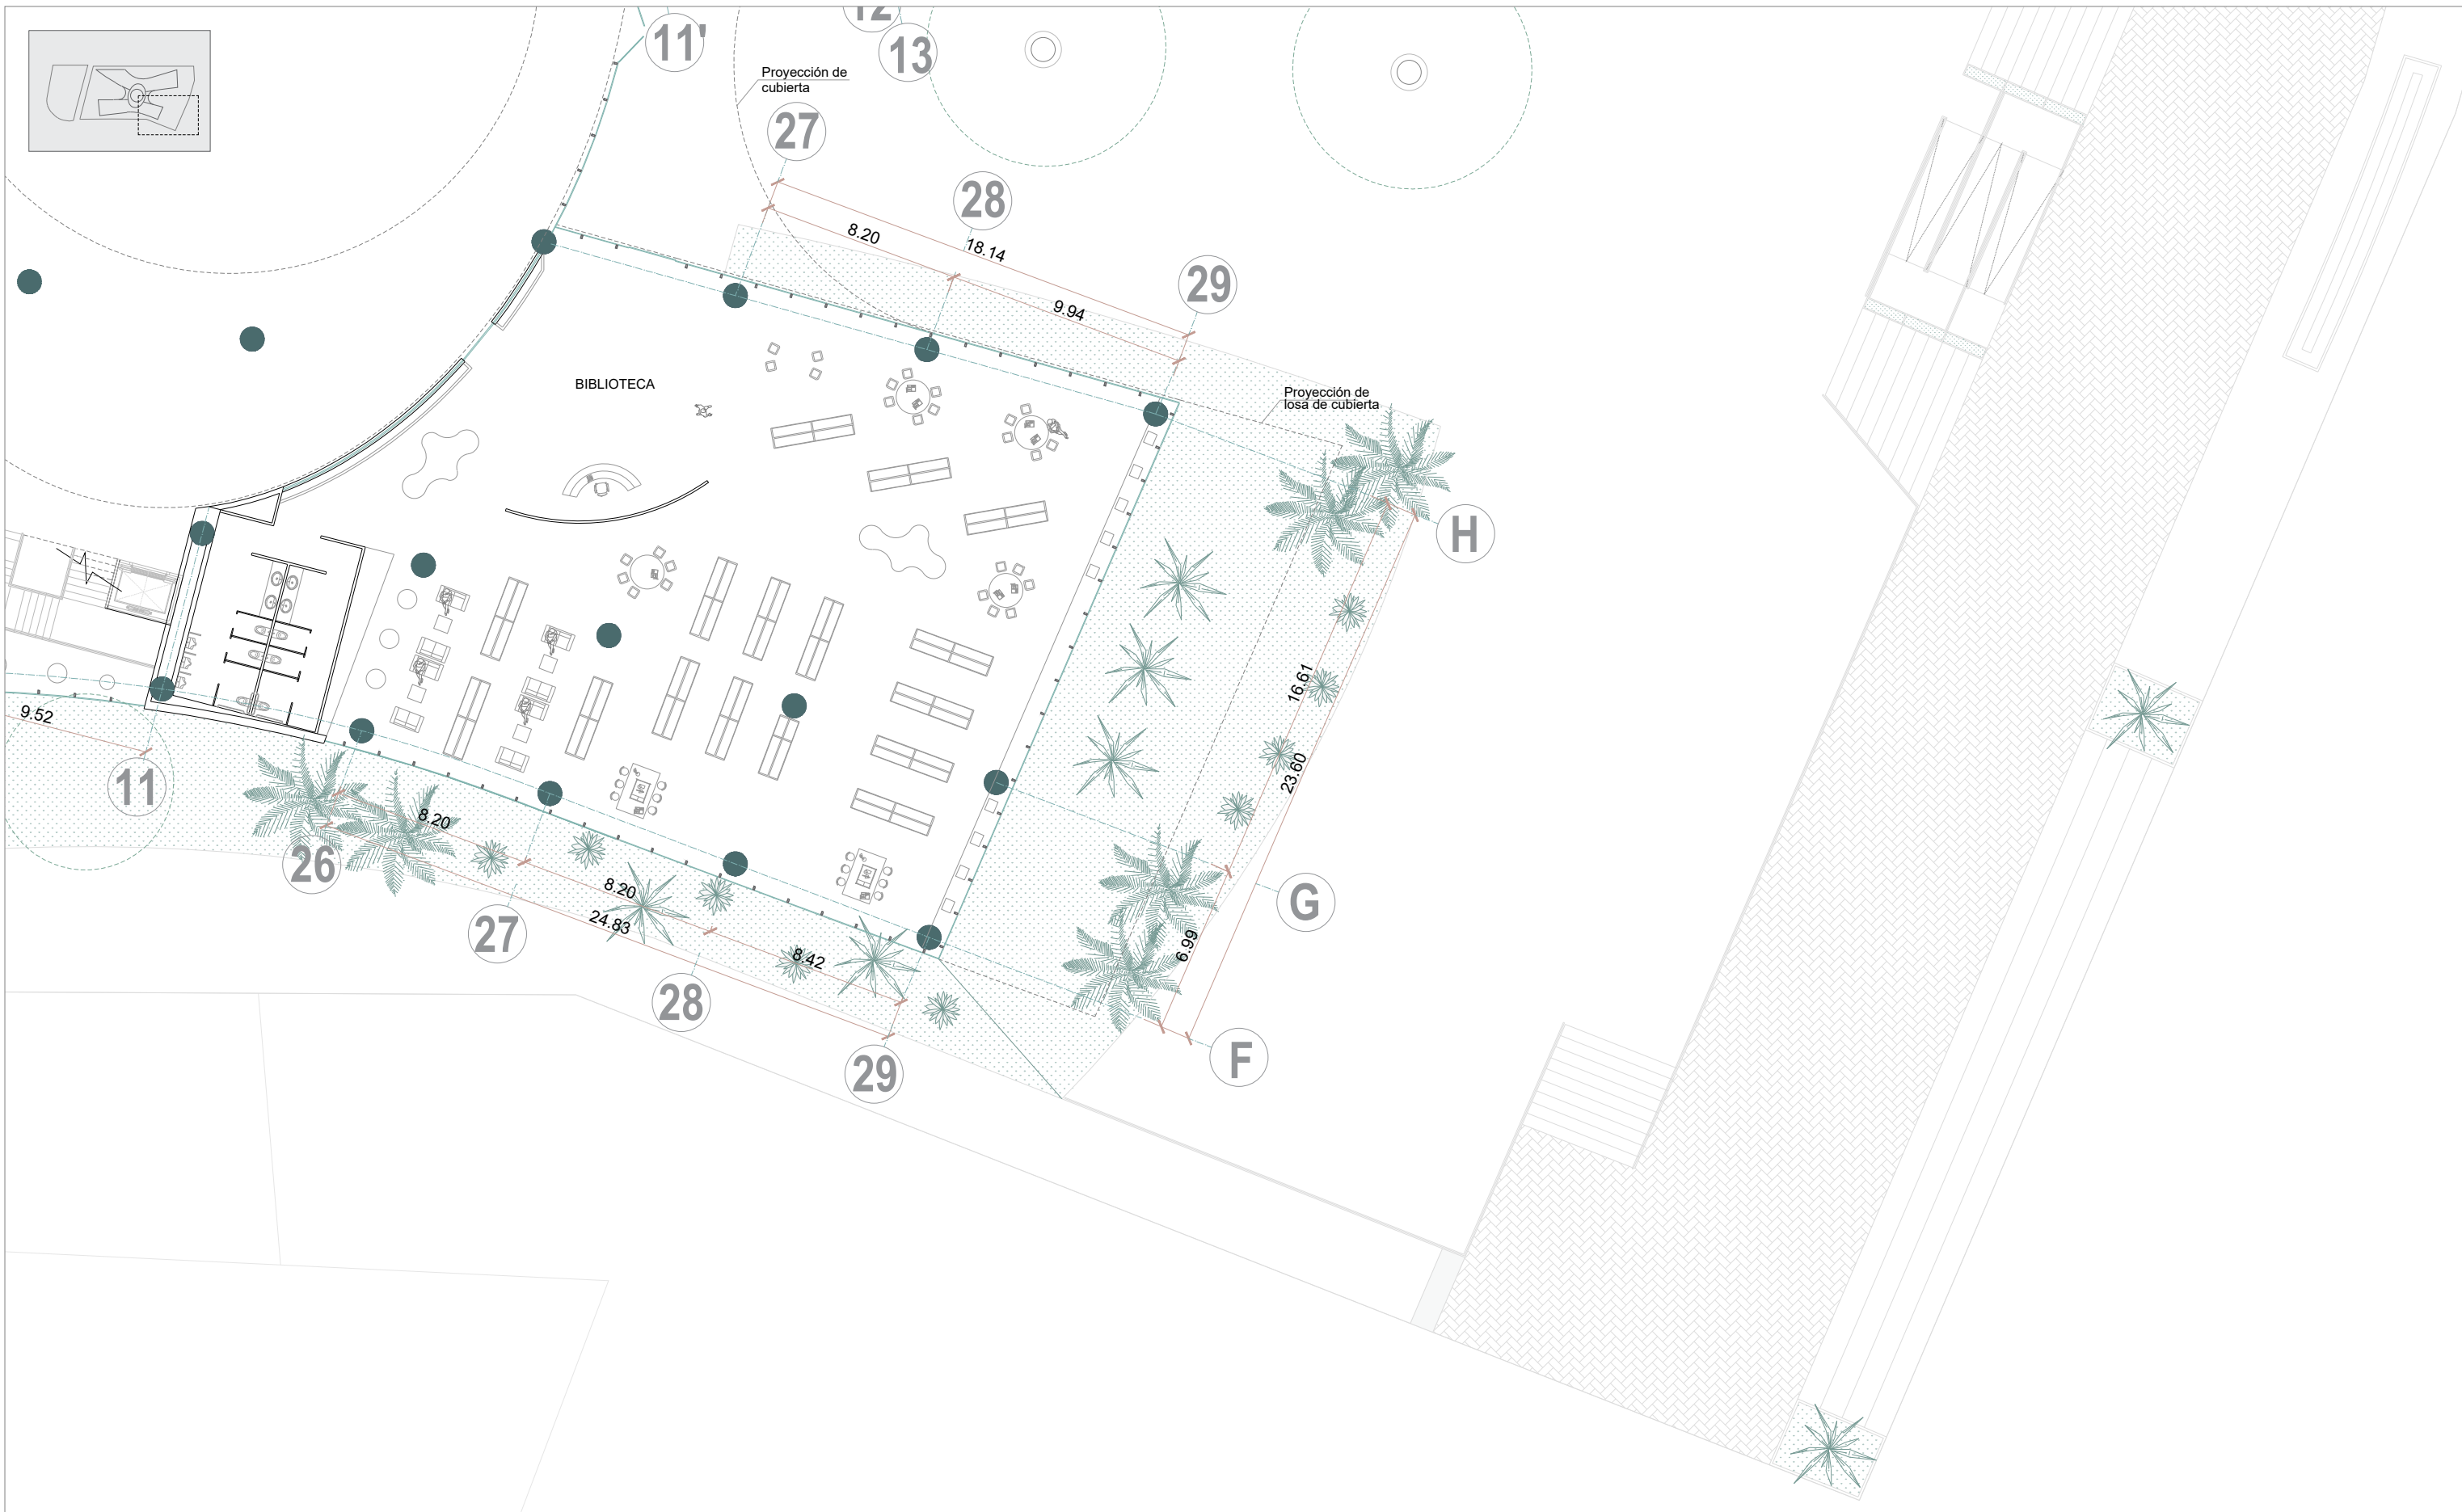 12
11'
13
Proyección de
cubierta
27
28
8.20
18.14
29
9.94
BIBLIOTECA
Proyección de
losa de cubierta
H
16.61
9.52
23.60
11
8.20
26
8.20
G
24.83
27
6.99
8.42
28
F
29